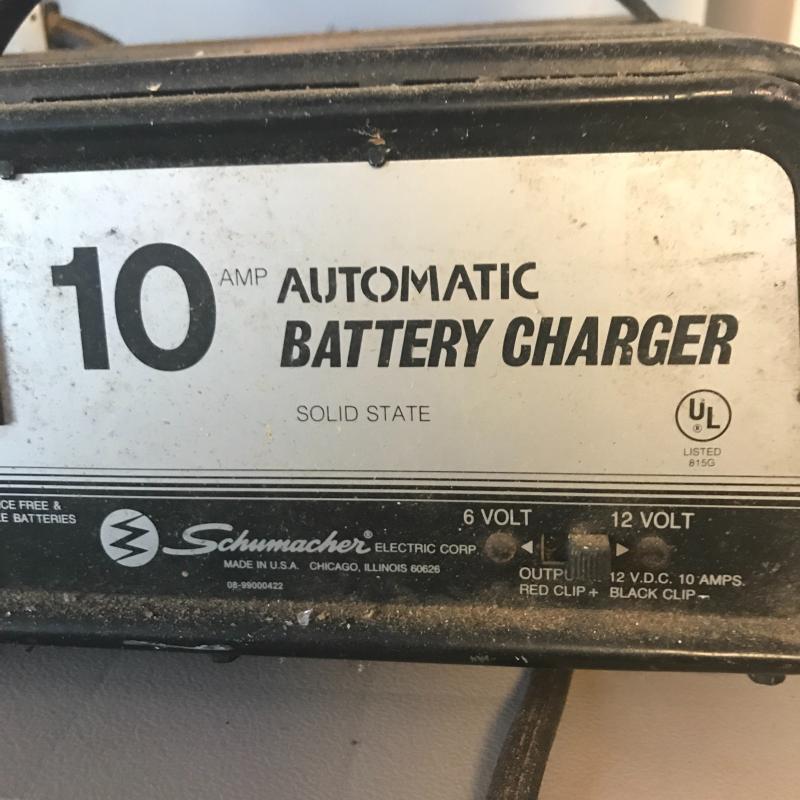 10 AMP AUTOMATIC
BATTERY CHARGER
SOLID STATE
UL
®
LISTED
815G
CE FREE &
E BATTERIES
Schumacher® ELECTRIC CORP.
MADE IN U.S.A. CHICAGO, ILLINOIS 60626
08-99000422
6 VOLT 12 VOLT
12 V.D.C. 10 AMPS.
RED CLIP + BLACK CLIP -